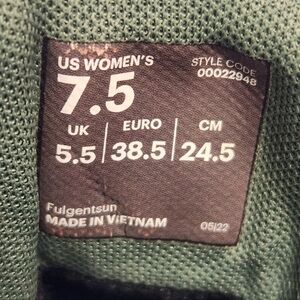 US WOMEN'S
STYLE CODE
7.5
00022948
UK | EURO | CM
5.5 | 38.5 | 24.5
Fulgentsun
MADE IN VIETNAM
05|22